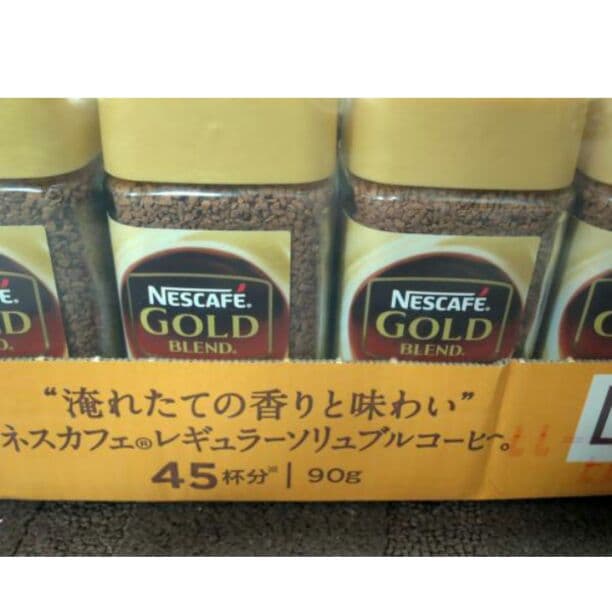 NESCAFÉ®
GOLD
BLEND®
NESCAFÉ®
GOLD
BLEND®
É®
LD
D®
“淹れたての香りと味わい”
ネスカフェ®レギュラーソリュブルコーヒー。
45杯分※ | 90g